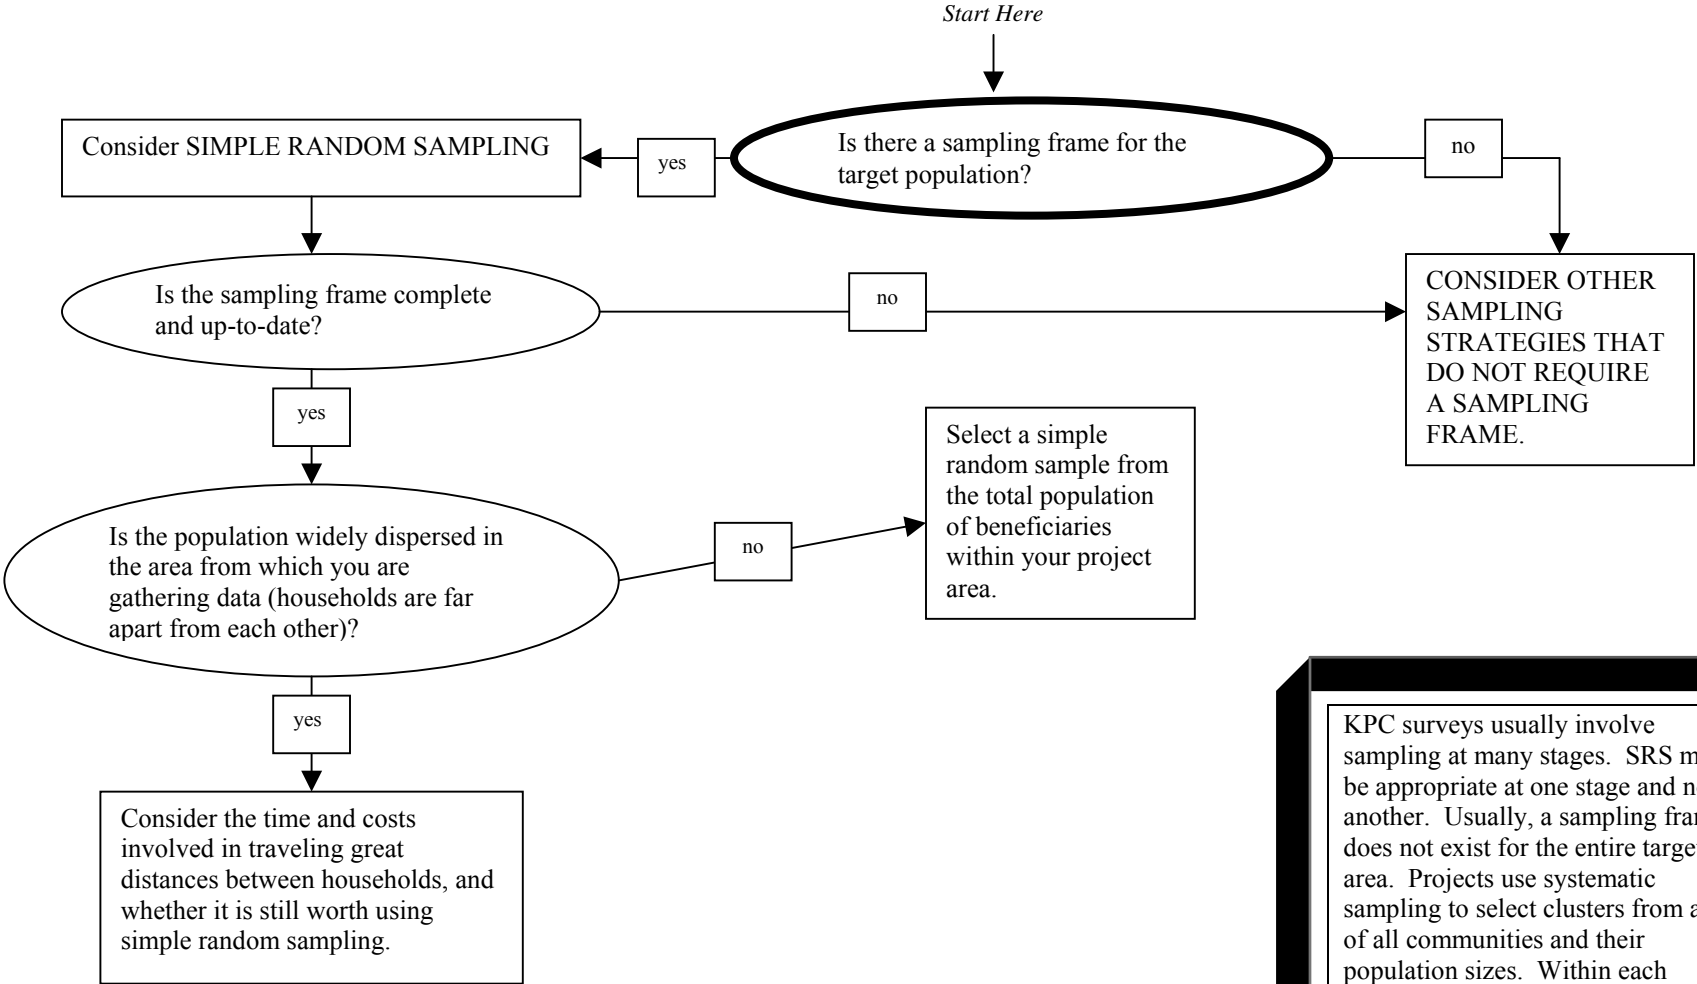 Start Here
Is there a sampling frame for the
target population?
yes
no
Consider SIMPLE RANDOM SAMPLING
Is the sampling frame complete
and up-to-date?
no
CONSIDER OTHER
SAMPLING
STRATEGIES THAT
DO NOT REQUIRE
A SAMPLING
FRAME.
yes
Is the population widely dispersed in
the area from which you are
gathering data (households are far
apart from each other)?
no
Select a simple
random sample from
the total population
of beneficiaries
within your project
area.
yes
Consider the time and costs
involved in traveling great
distances between households, and
whether it is still worth using
simple random sampling.
KPC surveys usually involve
sampling at many stages. SRS
be appropriate at one stage and
another. Usually, a sampling
does not exist for the entire
area. Projects use systematic
sampling to select clusters from
of all communities and their
population sizes. Within each